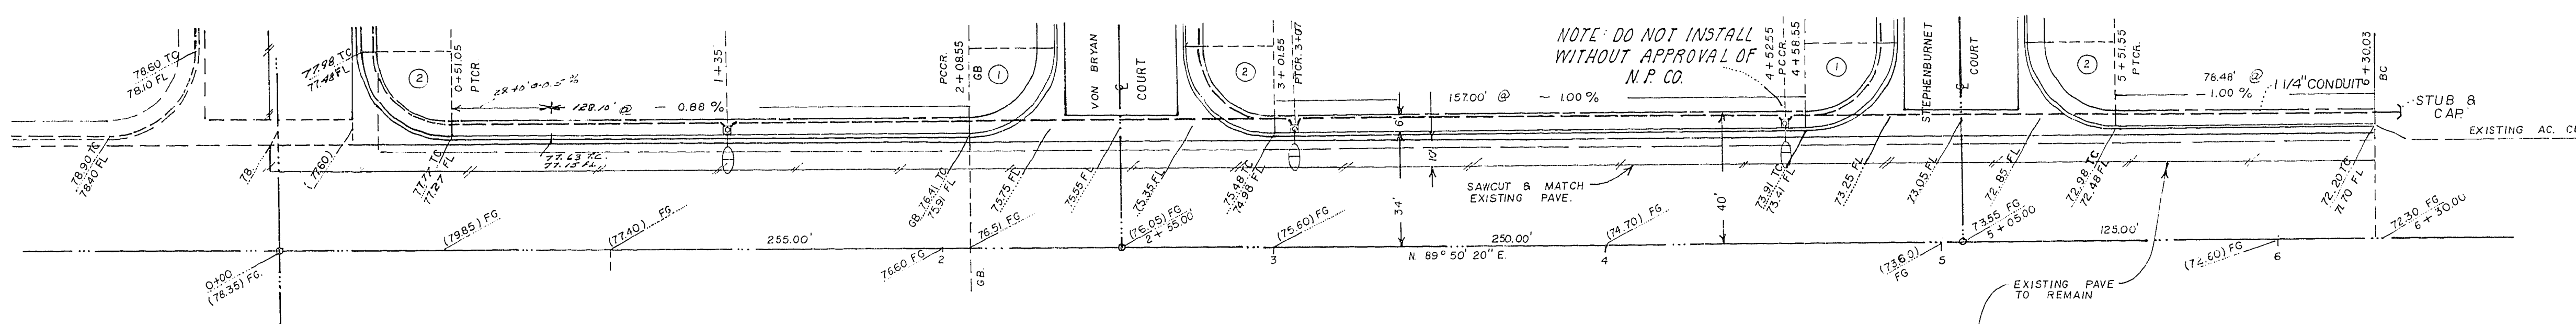 78.60 TC
78.10 FL
77.98 TC
77.48 FL
2
0+51.05
PTCR
1+35
PCCR
2+08.55
GB
1
VON BRYAN
COURT
2
3+01.55
PTCR. 3+07
NOTE: DO NOT INSTALL
WITHOUT APPROVAL OF
N.P. CO.
4+52.55
PCCR.
4+58.55
1
STEPHENBURNET
COURT
2
5+51.55
PTCR.
6+30.03
BC
128.10' @ - 0.88 %
157.00' @ - 1.00 %
78.48' @
- 1.00 %
1 1/4" CONDUIT
STUB &
CAP.
EXISTING AC.
6'
10'
34'
40'
78.90 TC
78.40 FL
78.
(77.60)
77.77 TC
77.27 FL
77.63 T.C.
77.13 FL.
GB 76.41 TC
75.91 FL
75.75 FL
75.55 FL
75.35 FL
75.48 TC
74.98 FL
SAWCUT & MATCH
EXISTING PAVE.
73.91 TC
73.41 FL
73.25 FL
73.05 FL
72.85 FL
72.98 TC
72.48 FL
72.20 TC
71.70 FL
0+00
(78.35) FG.
(79.85) FG
(77.40) FG.
255.00'
76.60 FG
2
76.51 FG
GB.
(76.05) FG
2+55.00'
(75.60) FG
3
N. 89° 50' 20" E.
250.00'
(74.70) FG
4
(73.60)
FG
5
73.55 FG
5+05.00
125.00'
(74.60) FG
6
72.30 FG
6+30.00
EXISTING PAVE
TO REMAIN